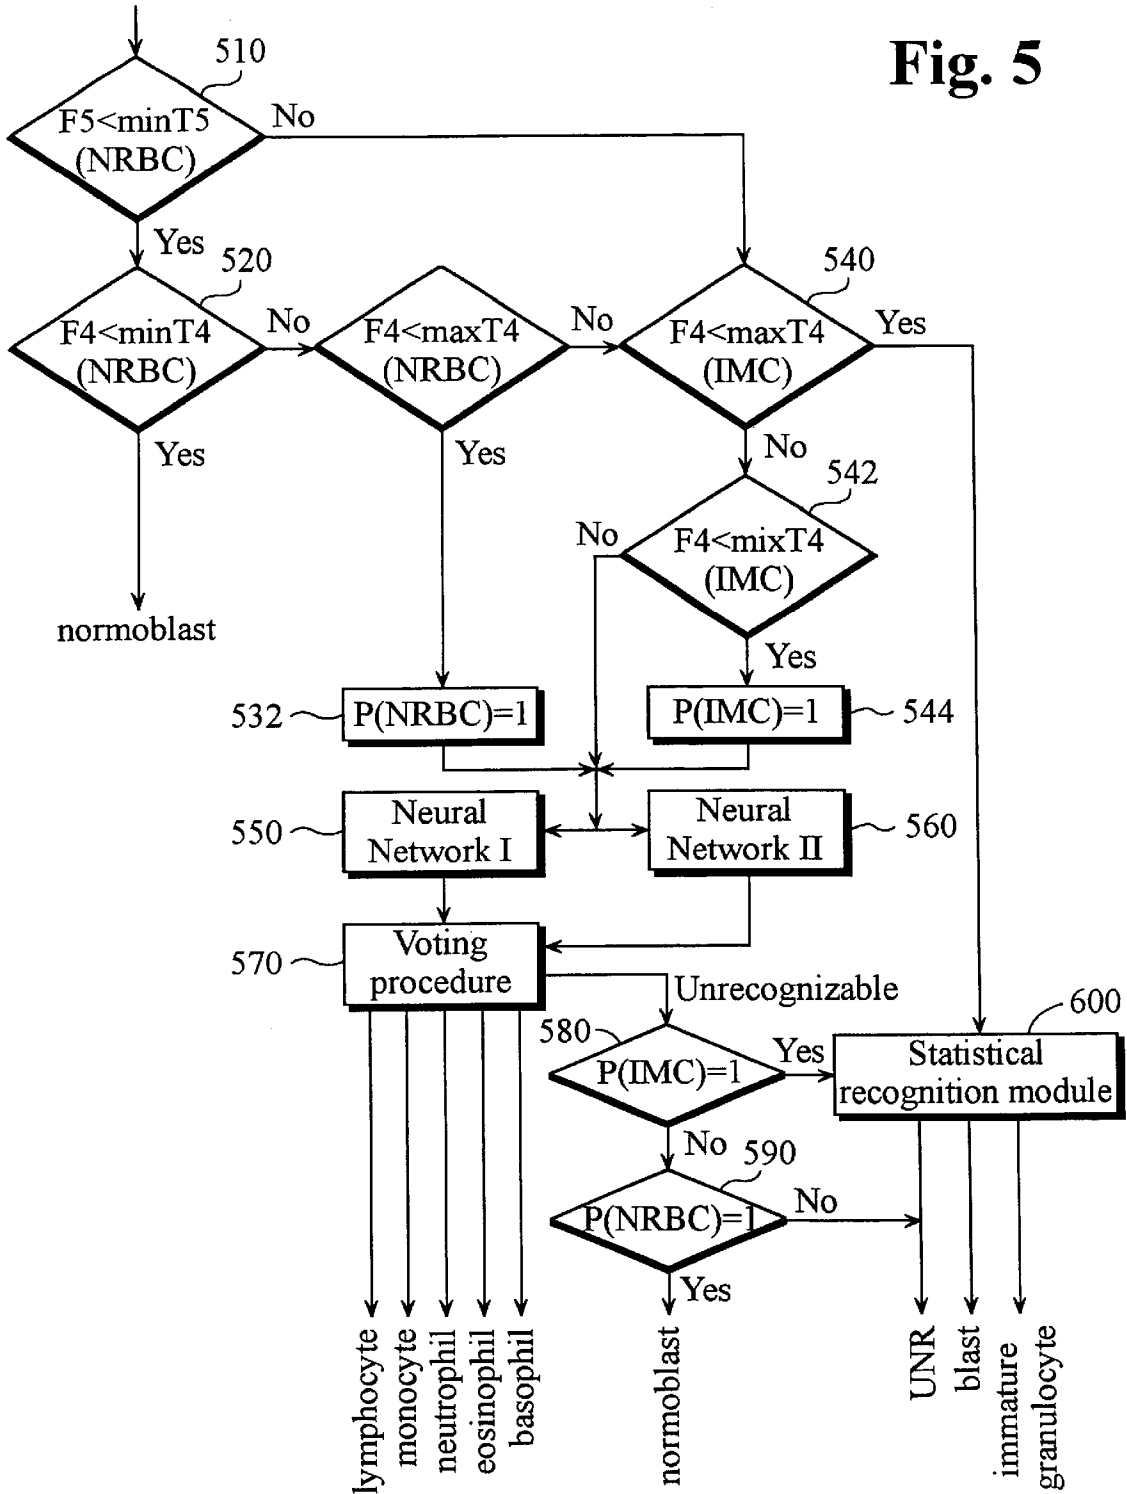 Fig. 5
510
F5<minT5
(NRBC)
No
Yes
520
F4<minT4
(NRBC)
No
Yes
normoblast
F4<maxT4
(NRBC)
No
Yes
540
F4<maxT4
(IMC)
Yes
No
542
F4<mixT4
(IMC)
No
Yes
532
P(NRBC)=1
P(IMC)=1
544
550
Neural
Network I
Neural
Network II
560
570
Voting
procedure
Unrecognizable
580
P(IMC)=1
Yes
No
600
Statistical
recognition module
590
P(NRBC)=1
No
Yes
lymphocyte
monocyte
neutrophil
eosinophil
basophil
normoblast
UNR
blast
immature
granulocyte